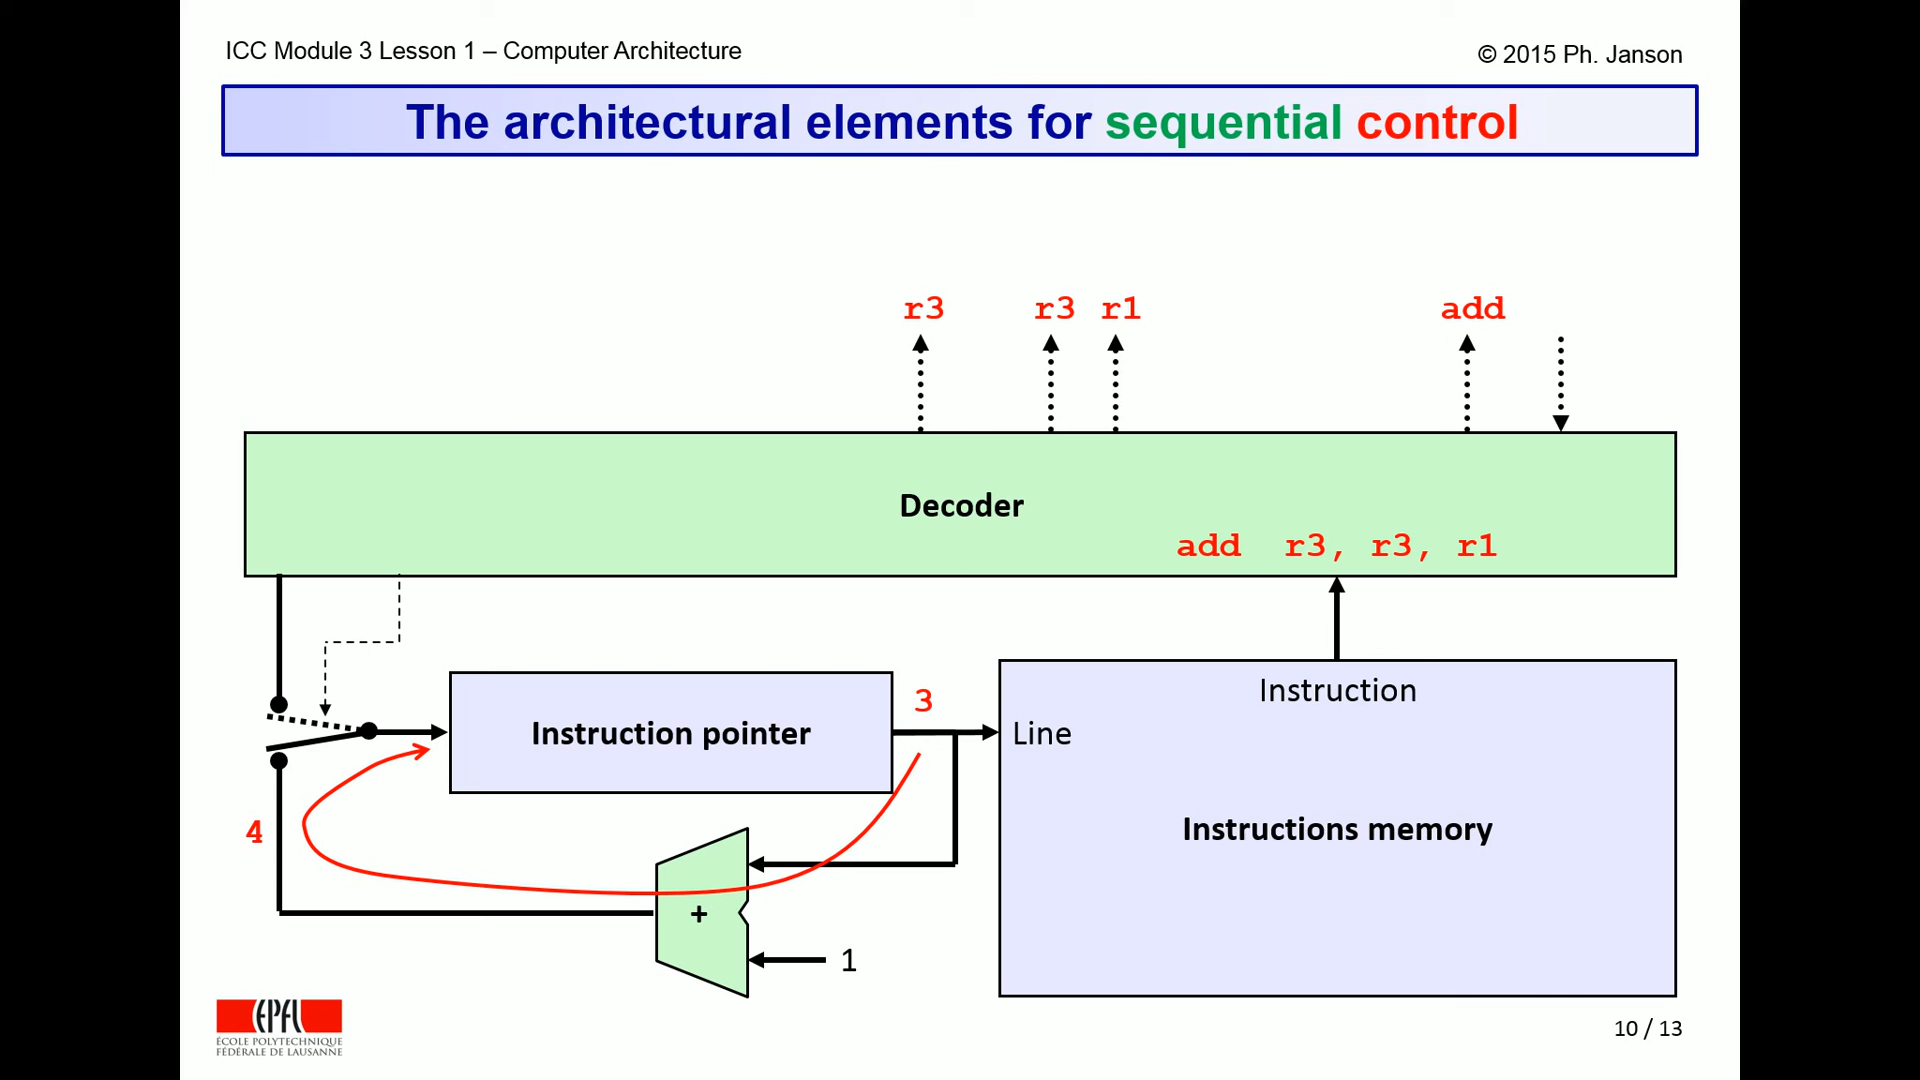 ICC Module 3 Lesson 1 – Computer Architecture
© 2015 Ph. Janson
The architectural elements for sequential control
r3 r3 r1 add
Decoder
add r3, r3, r1
Instruction
3
Instruction pointer
Line
4
Instructions memory
+
1
EPFL
ÉCOLE POLYTECHNIQUE
FÉDÉRALE DE LAUSANNE
10 / 13